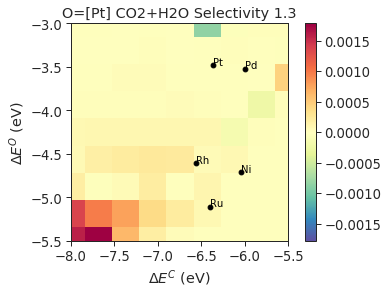 O=[Pt] CO2+H2O Selectivity 1.3
−3.0
−3.5
−4.0
−4.5
−5.0
−5.5
ΔE^O (eV)
Pt
Pd
Rh
Ni
Ru
−8.0 −7.5 −7.0 −6.5 −6.0 −5.5
ΔE^C (eV)
0.0015
0.0010
0.0005
0.0000
−0.0005
−0.0010
−0.0015